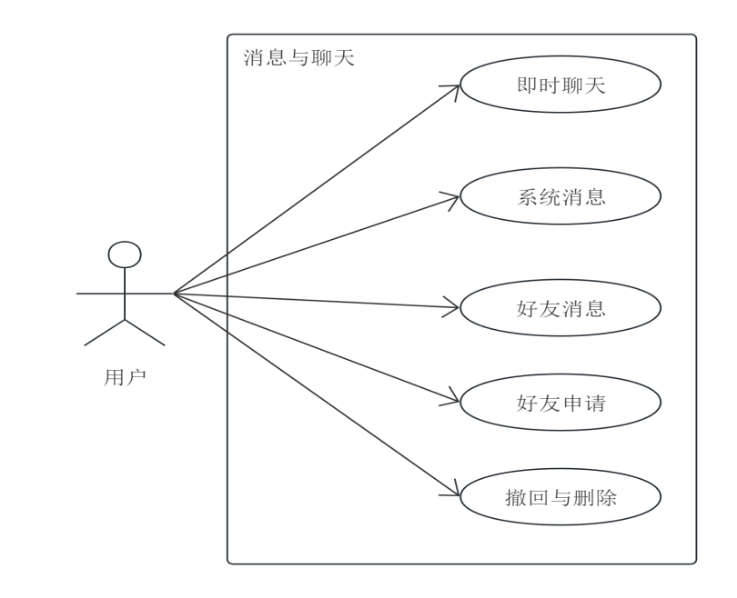 消息与聊天
即时聊天
系统消息
好友消息
用户
好友申请
撤回与删除